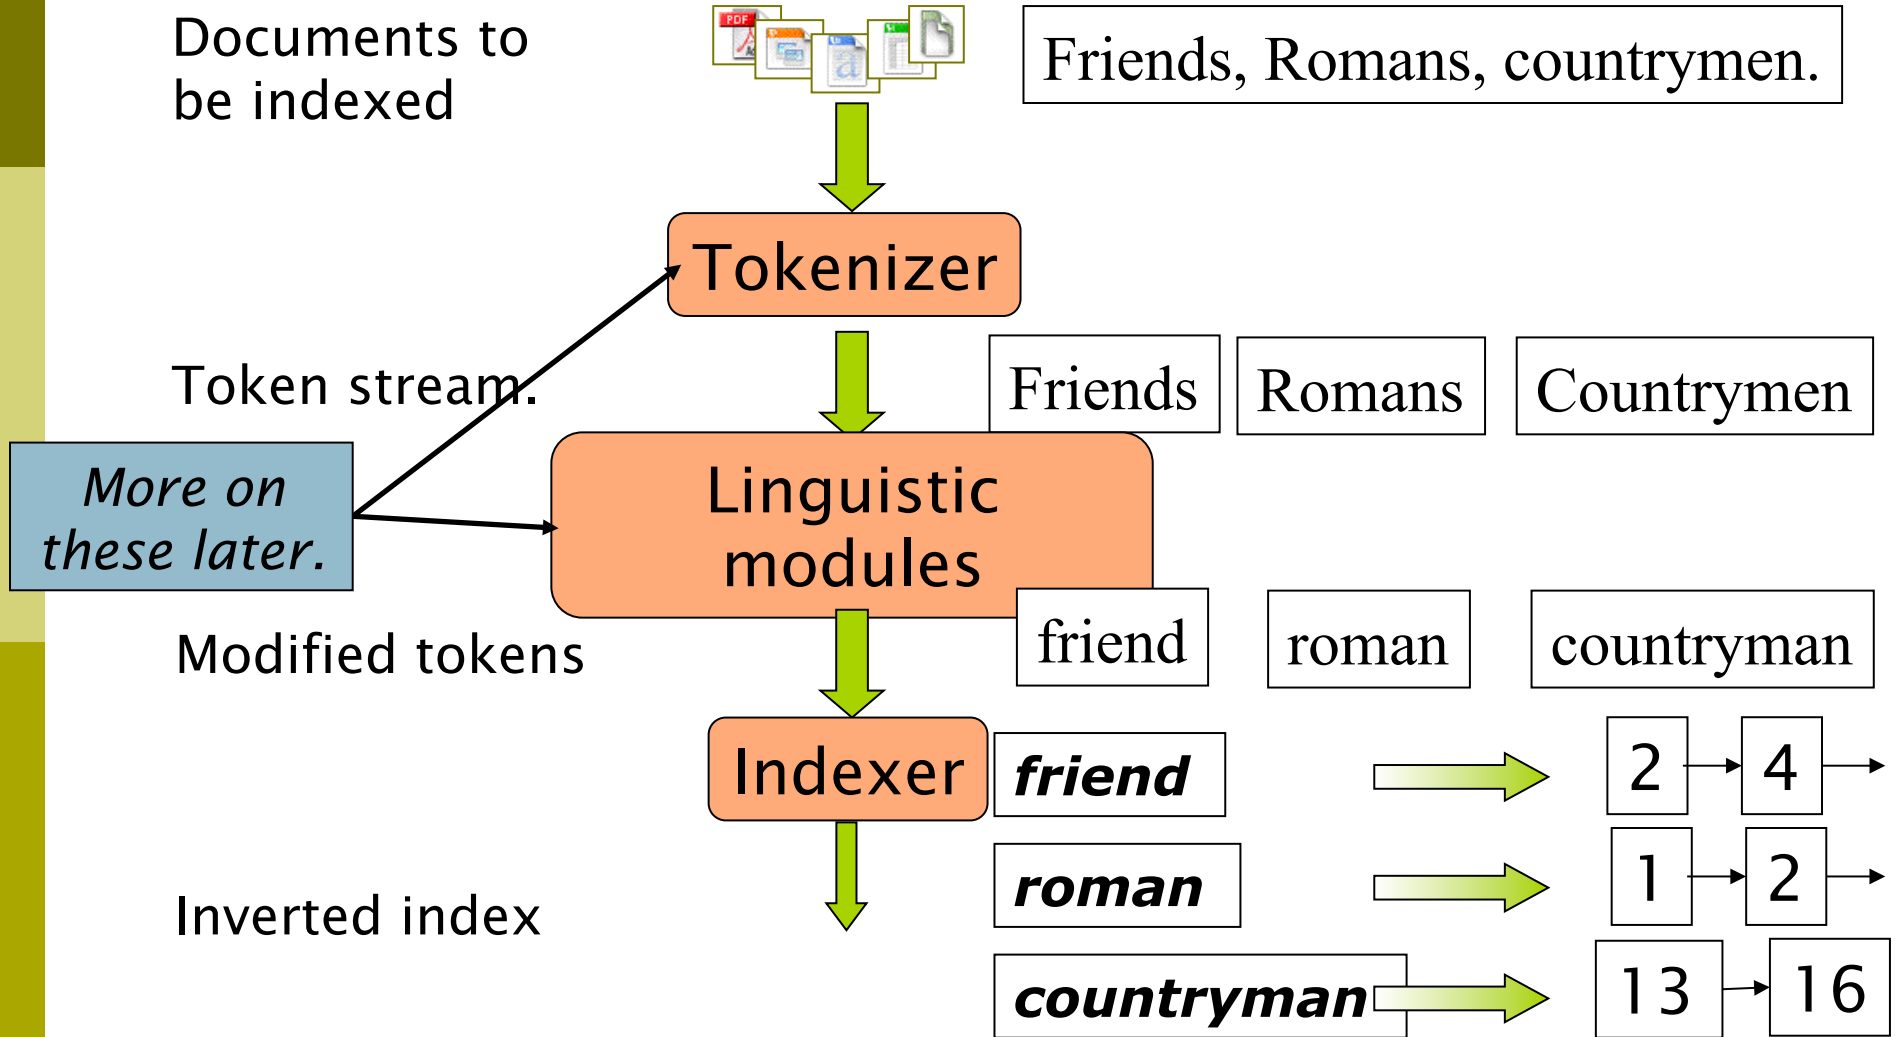 Documents to
be indexed
PDF
Friends, Romans, countrymen.
Tokenizer
Token stream.
Friends
Romans
Countrymen
More on
these later.
Linguistic
modules
Modified tokens
friend
roman
countryman
Indexer
friend
2
4
roman
1
2
Inverted index
countryman
13
16